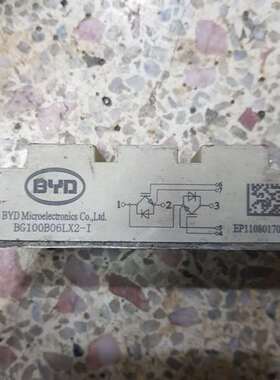 BYD
BYD Microelectronics Co.,Ltd.
BG100B06LX2-I
1
2
3
EP11080170